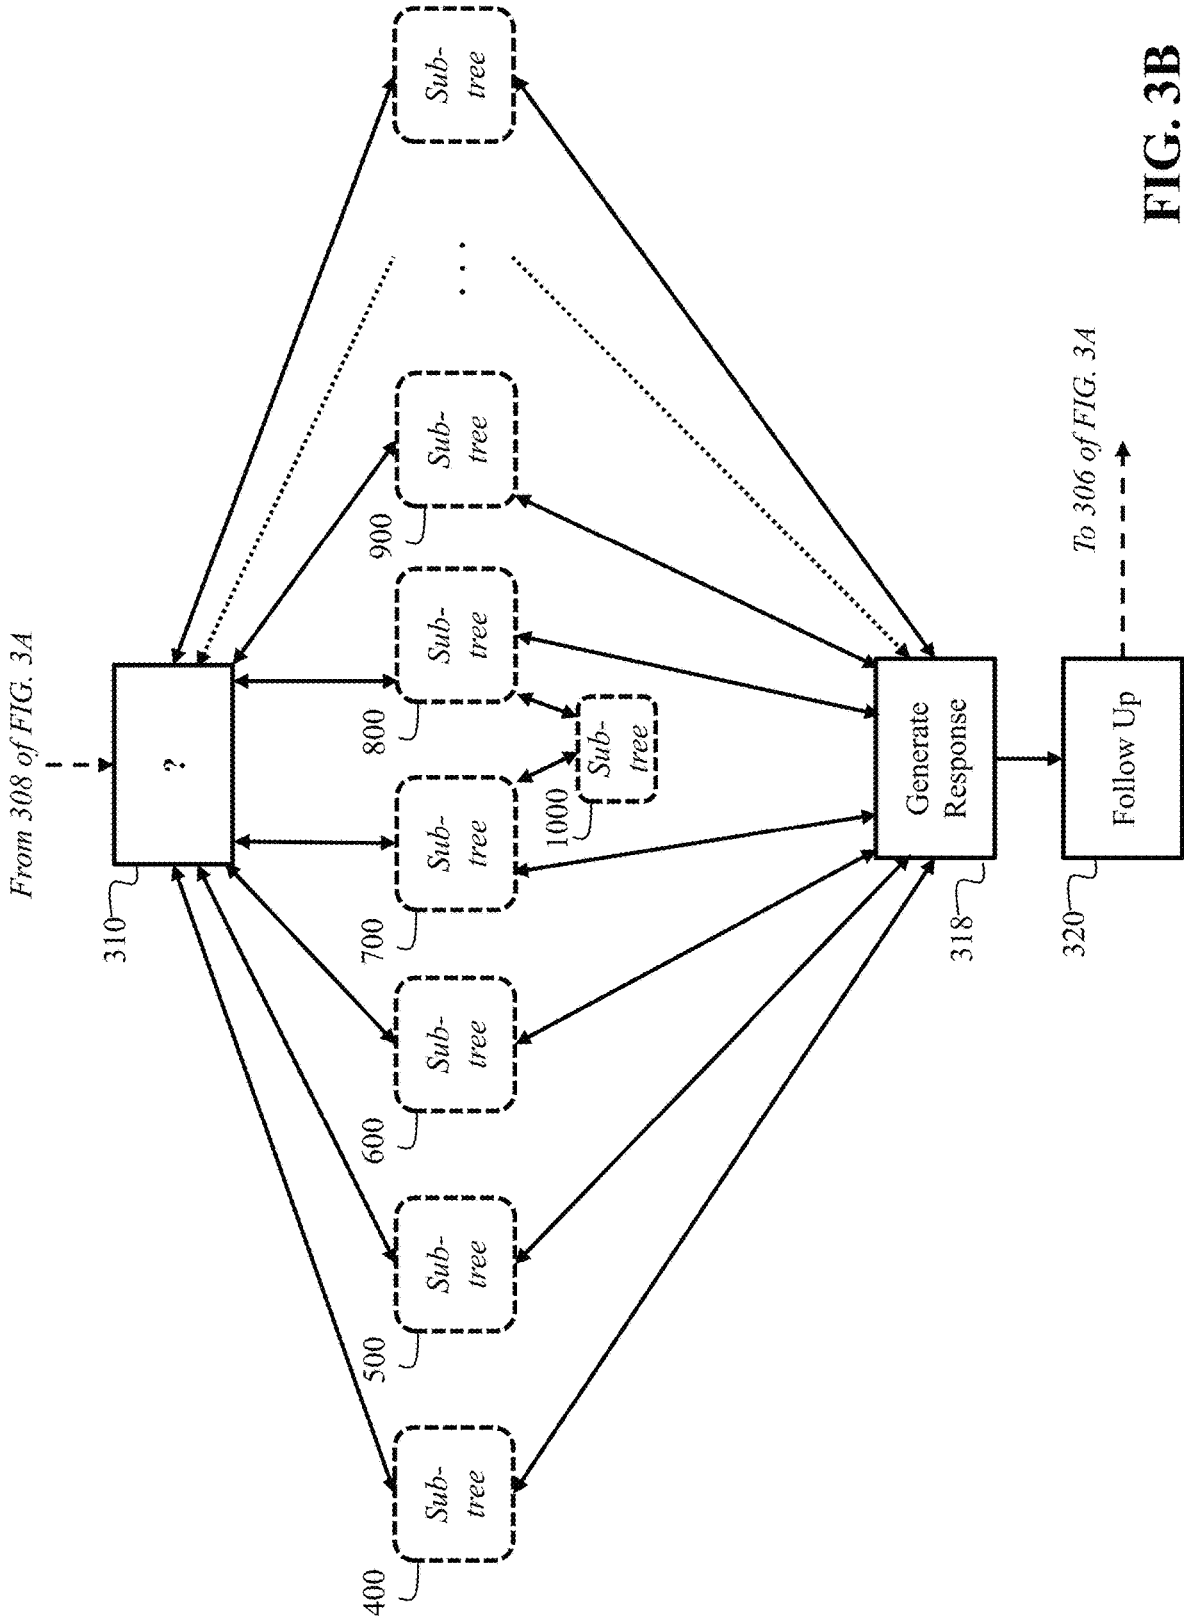 From 308 of FIG. 3A
310
?
400
Sub-
tree
500
Sub-
tree
600
Sub-
tree
700
Sub-
tree
800
Sub-
tree
900
Sub-
tree
. . .
Sub-
tree
1000
Sub-
tree
318
Generate
Response
320
Follow Up
To 306 of FIG. 3A
FIG. 3B